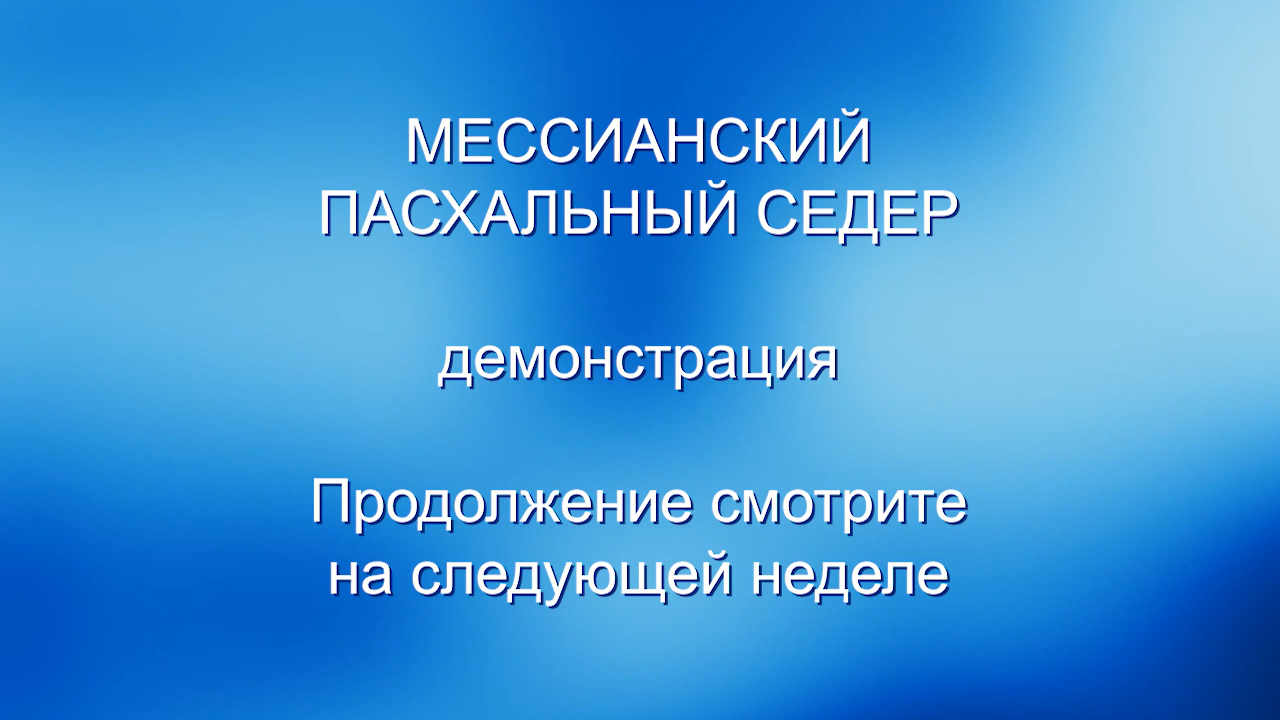 МЕССИАНСКИЙ
ПАСХАЛЬНЫЙ СЕДЕР
демонстрация
Продолжение смотрите
на следующей неделе